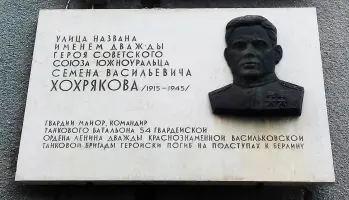 УЛИЦА НАЗВАНА
ИМЕНЕМ ДВАЖДЫ
ГЕРОЯ СОВЕТСКОГО
СОЮЗА ЮЖНОУРАЛЬЦА
СЕМЕНА ВАСИЛЬЕВИЧА
ХОХРЯКОВА /1915-1945/
ГВАРДИИ МАЙОР, КОМАНДИР
ТАНКОВОГО БАТАЛЬОНА 54 ГВАРДЕЙСКОЙ
ОРДЕНА ЛЕНИНА ДВАЖДЫ КРАСНОЗНАМЕННОЙ ВАСИЛЬКОВСКОЙ
ТАНКОВОЙ БРИГАДЫ ГЕРОЙСКИ ПОГИБ НА ПОДСТУПАХ К БЕРЛИНУ